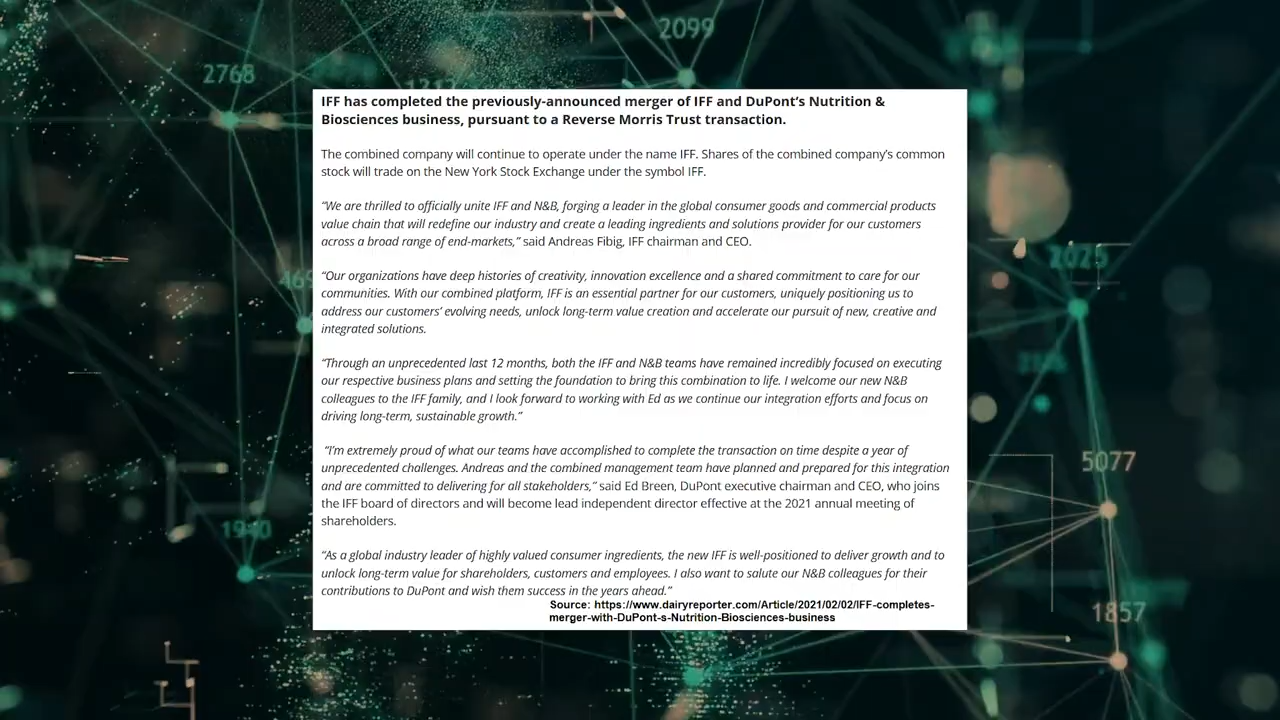 2099
2768
IFF has completed the previously-announced merger of IFF and DuPont’s Nutrition &
Biosciences business, pursuant to a Reverse Morris Trust transaction.
The combined company will continue to operate under the name IFF. Shares of the combined company’s common
stock will trade on the New York Stock Exchange under the symbol IFF.
“We are thrilled to officially unite IFF and N&B, forging a leader in the global consumer goods and commercial products
value chain that will redefine our industry and create a leading ingredients and solutions provider for our customers
across a broad range of end-markets,” said Andreas Fibig, IFF chairman and CEO.
“Our organizations have deep histories of creativity, innovation excellence and a shared commitment to care for our
communities. With our combined platform, IFF is an essential partner for our customers, uniquely positioning us to
address our customers’ evolving needs, unlock long-term value creation and accelerate our pursuit of new, creative and
integrated solutions.
“Through an unprecedented last 12 months, both the IFF and N&B teams have remained incredibly focused on executing
our respective business plans and setting the foundation to bring this combination to life. I welcome our new N&B
colleagues to the IFF family, and I look forward to working with Ed as we continue our integration efforts and focus on
driving long-term, sustainable growth.”
“I’m extremely proud of what our teams have accomplished to complete the transaction on time despite a year of
unprecedented challenges. Andreas and the combined management team have planned and prepared for this integration
and are committed to delivering for all stakeholders,” said Ed Breen, DuPont executive chairman and CEO, who joins
the IFF board of directors and will become lead independent director effective at the 2021 annual meeting of
shareholders.
“As a global industry leader of highly valued consumer ingredients, the new IFF is well-positioned to deliver growth and to
unlock long-term value for shareholders, customers and employees. I also want to salute our N&B colleagues for their
contributions to DuPont and wish them success in the years ahead.”
Source: https://www.dairyreporter.com/Article/2021/02/02/IFF-completes-
merger-with-DuPont-s-Nutrition-Biosciences-business
2025
5077
1857